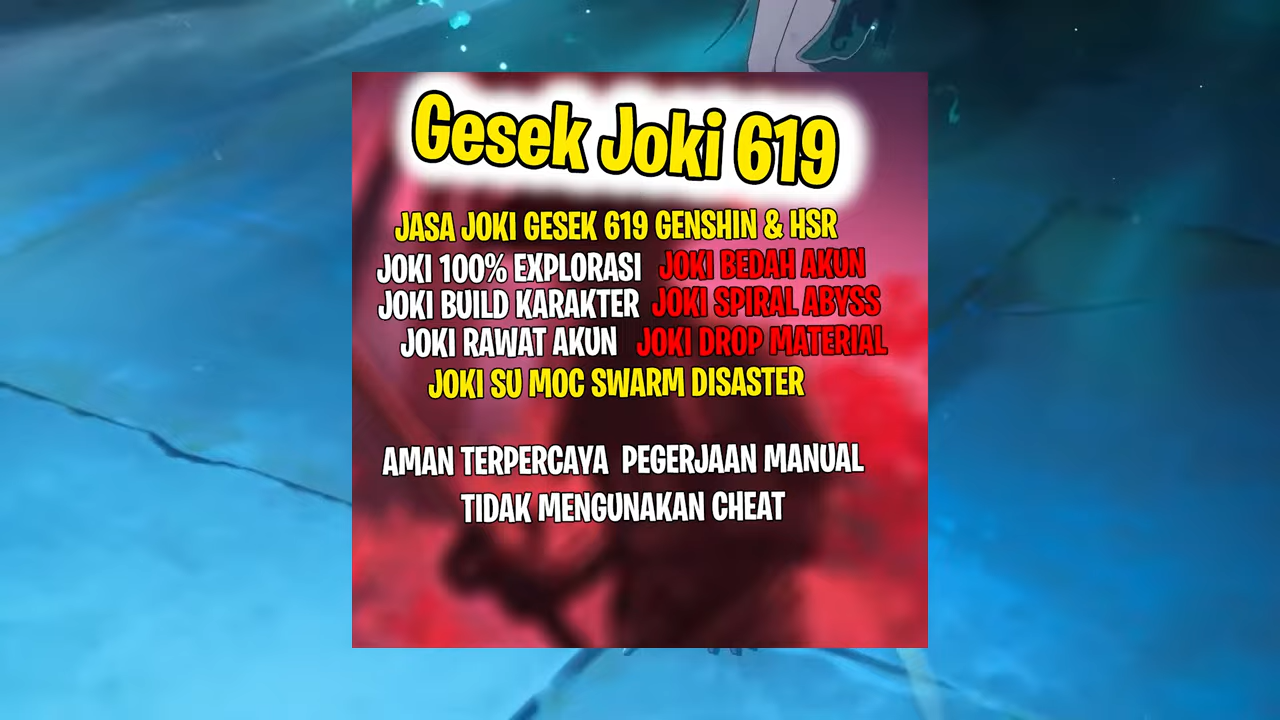 Gesek Joki 619
JASA JOKI GESEK 619 GENSHIN & HSR
JOKI 100% EXPLORASI JOKI BEDAH AKUN
JOKI BUILD KARAKTER JOKI SPIRAL ABYSS
JOKI RAWAT AKUN JOKI DROP MATERIAL
JOKI SU MOC SWARM DISASTER
AMAN TERPERCAYA PEGERJAAN MANUAL
TIDAK MENGUNAKAN CHEAT